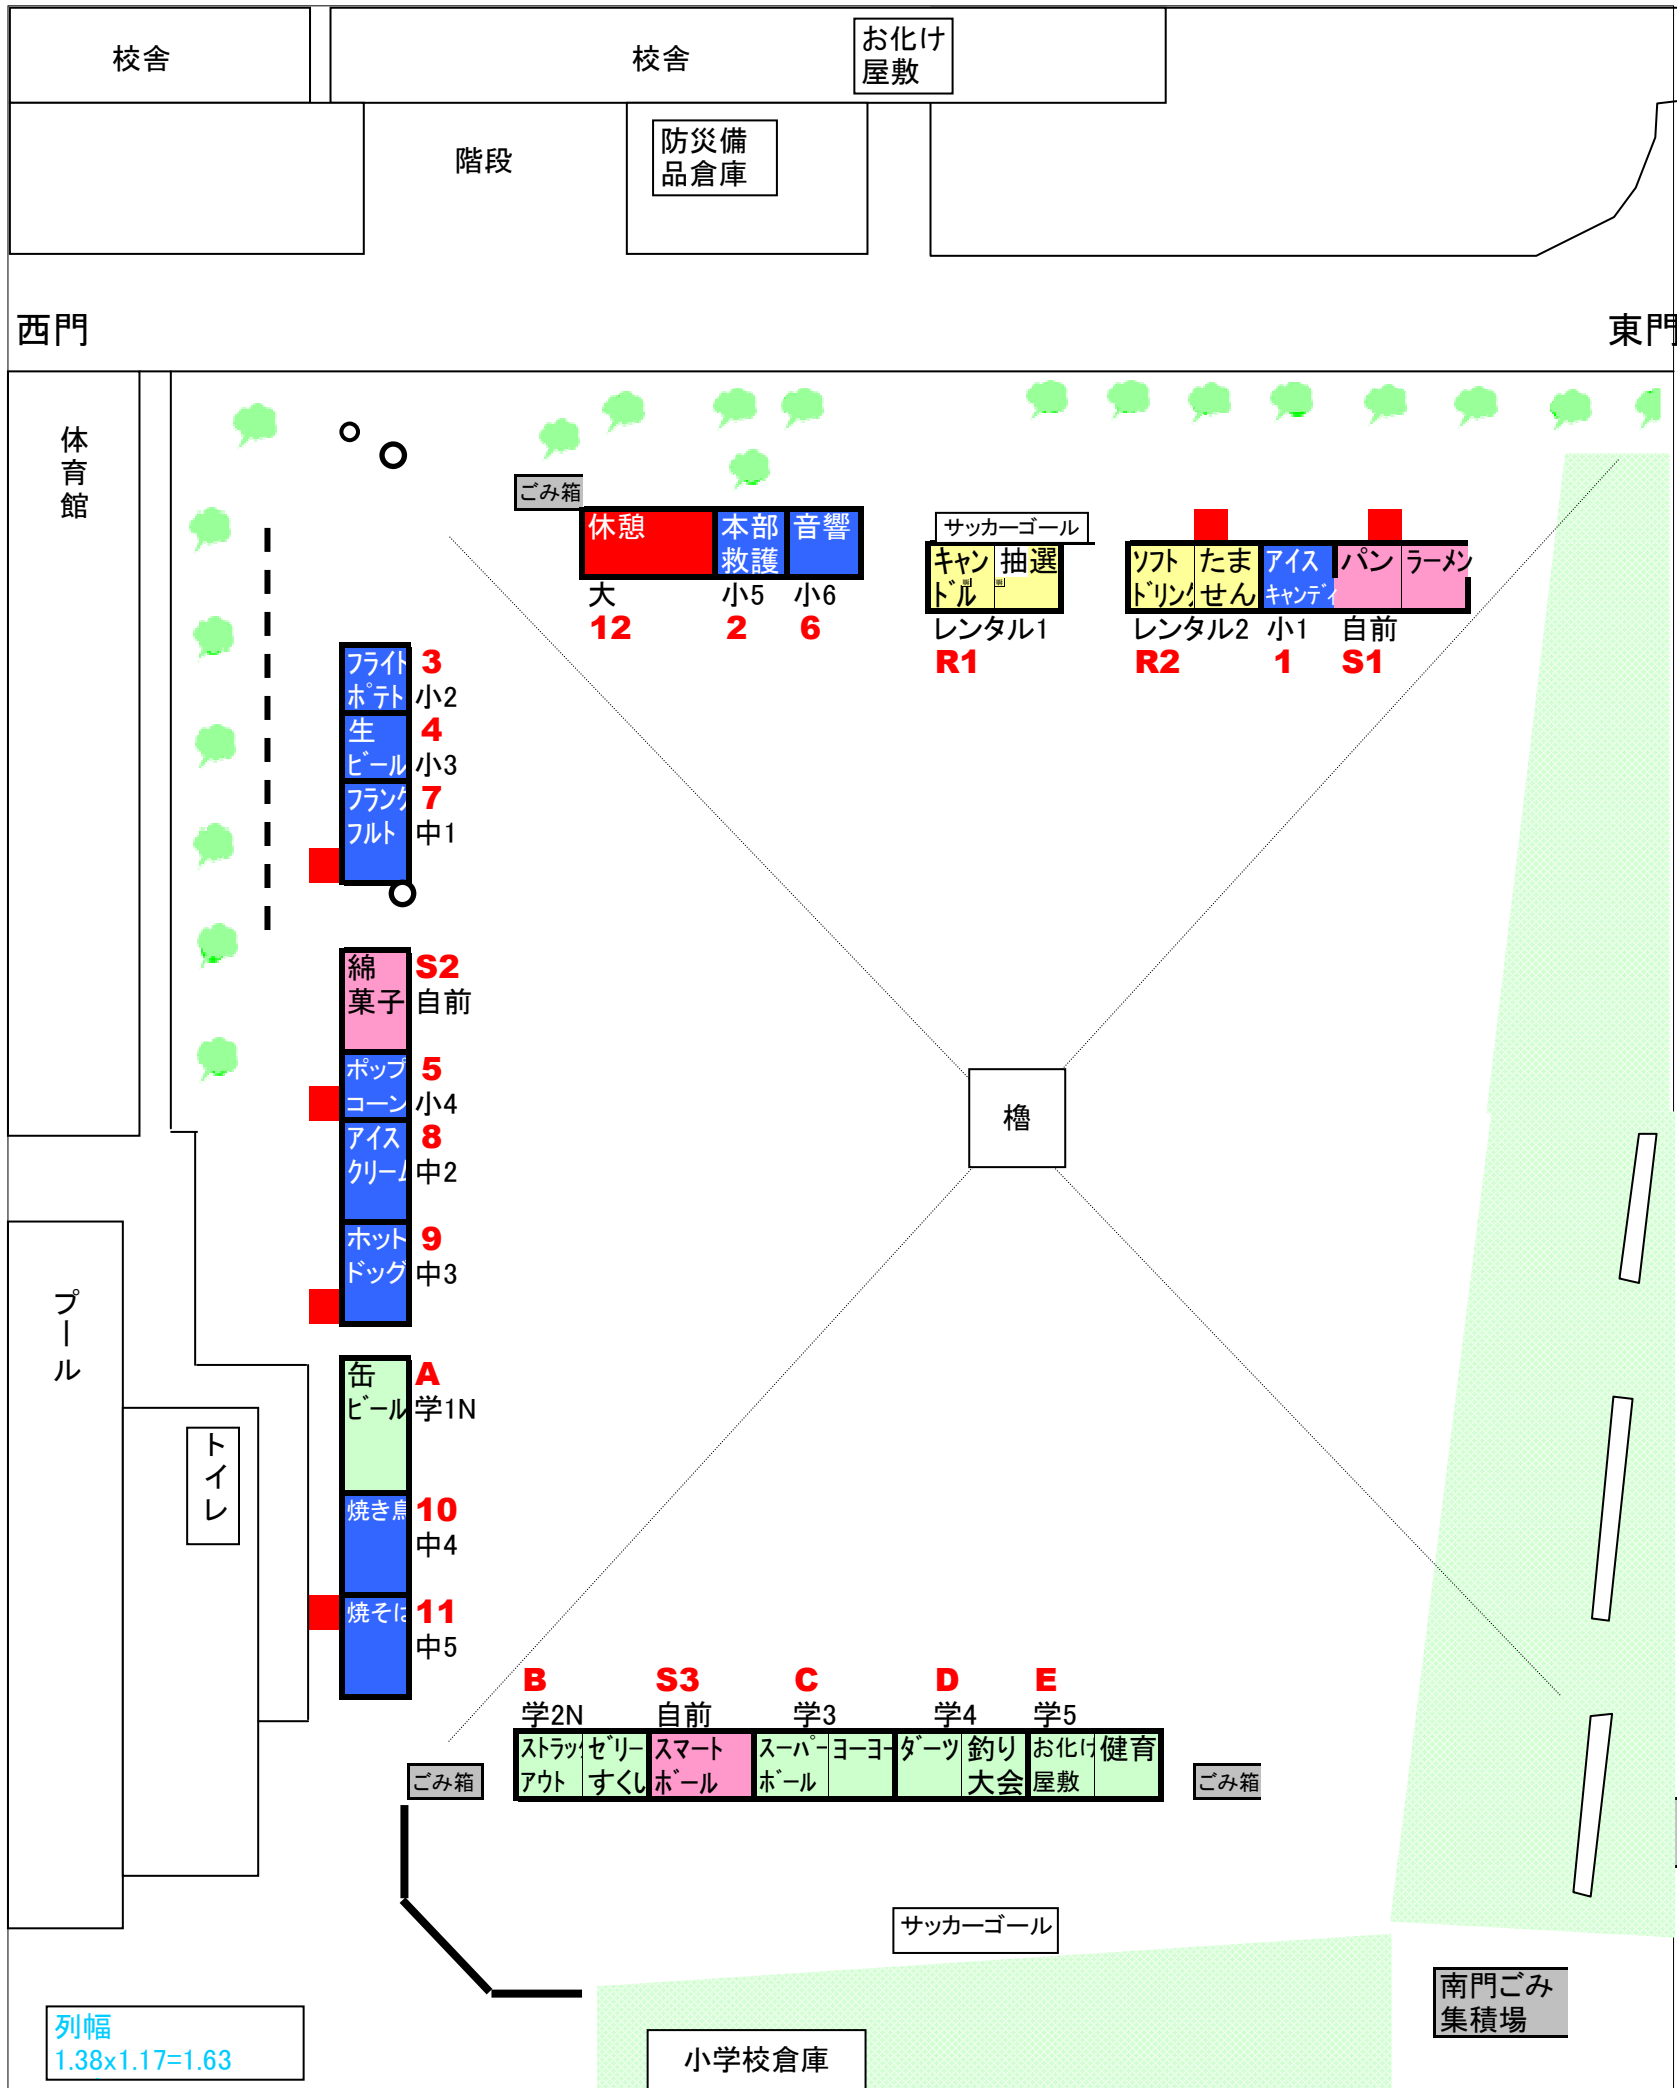 校舎
校舎
お化け
屋敷
階段
防災備
品倉庫
西門
東門
体育館
ごみ箱
休憩
本部
救護
音響
大
小5
小6
12
2
6
サッカーゴール
キャン
ドル
抽選
レンタル1
R1
ソフト
ドリン
たま
せん
アイス
キャンディ
パン
ラーメン
レンタル2
小1
自前
R2
1
S1
フライト
ポテト
3
小2
生
ビール
4
小3
フランク
フルト
7
中1
綿
菓子
S2
自前
ポップ
コーン
5
小4
アイス
クリーム
8
中2
ホット
ドッグ
9
中3
櫓
プール
トイレ
缶
ビール
A
学1N
焼き鳥
10
中4
焼そば
11
中5
B
S3
C
D
E
学2N
自前
学3
学4
学5
ストラッ
アウト
ゼリー
すくい
スマート
ボール
スーパー
ボール
ヨーヨー
ダーツ
釣り
大会
お化け
屋敷
健育
ごみ箱
ごみ箱
サッカーゴール
南門ごみ
集積場
列幅
1.38x1.17=1.63
小学校倉庫